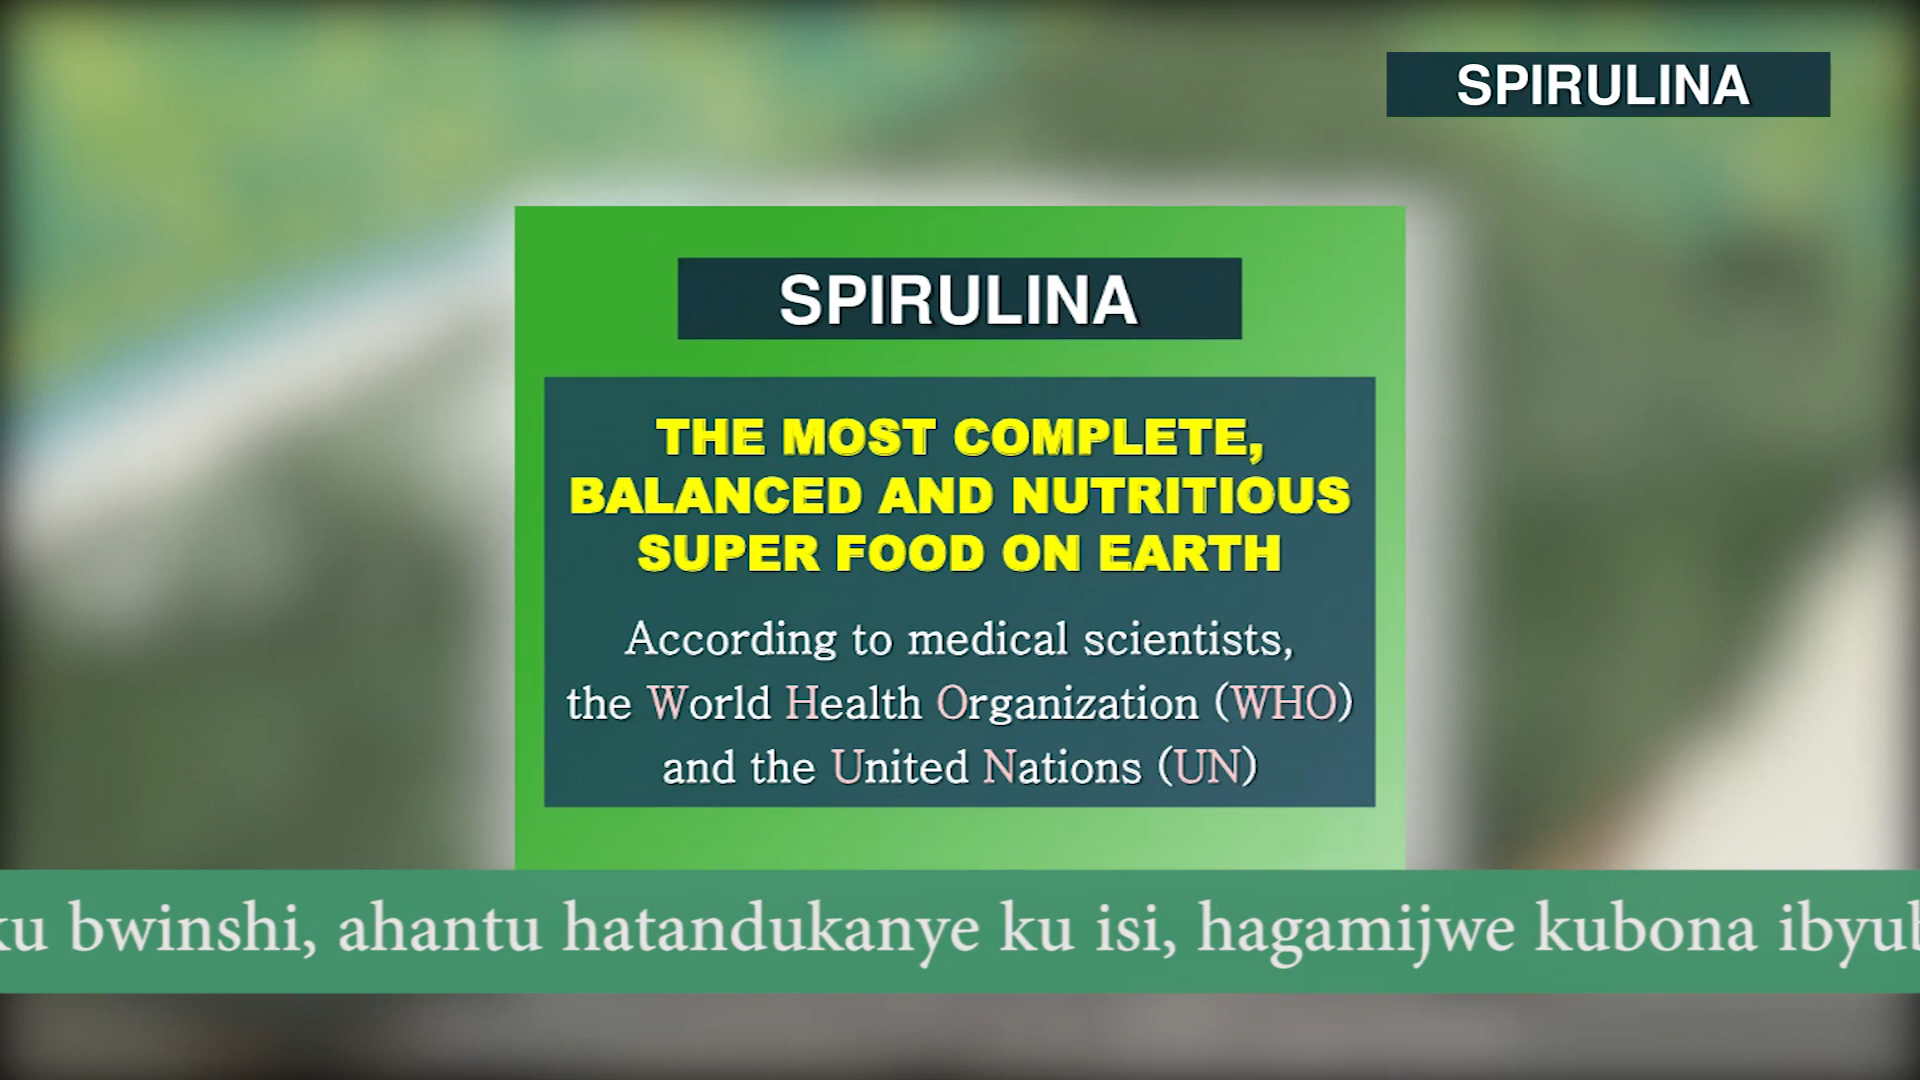 SPIRULINA
SPIRULINA
THE MOST COMPLETE,
BALANCED AND NUTRITIOUS
SUPER FOOD ON EARTH
According to medical scientists,
the World Health Organization (WHO)
and the United Nations (UN)
ku bwinshi, ahantu hatandukanye ku isi, hagamijwe kubona